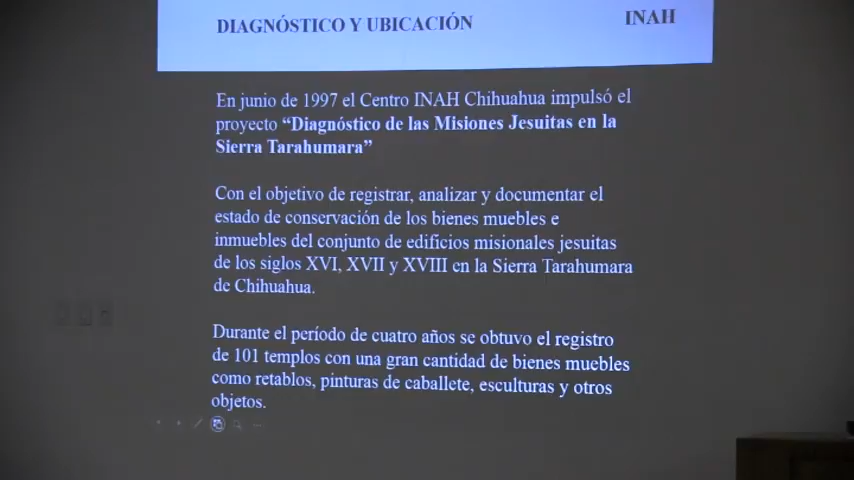 DIAGNÓSTICO Y UBICACIÓN INAH
En junio de 1997 el Centro INAH Chihuahua impulsó el
proyecto “Diagnóstico de las Misiones Jesuitas en la
Sierra Tarahumara”
Con el objetivo de registrar, analizar y documentar el
estado de conservación de los bienes muebles e
inmuebles del conjunto de edificios misionales jesuitas
de los siglos XVI, XVII y XVIII en la Sierra Tarahumara
de Chihuahua.
Durante el período de cuatro años se obtuvo el registro
de 101 templos con una gran cantidad de bienes muebles
como retablos, pinturas de caballete, esculturas y otros
objetos.